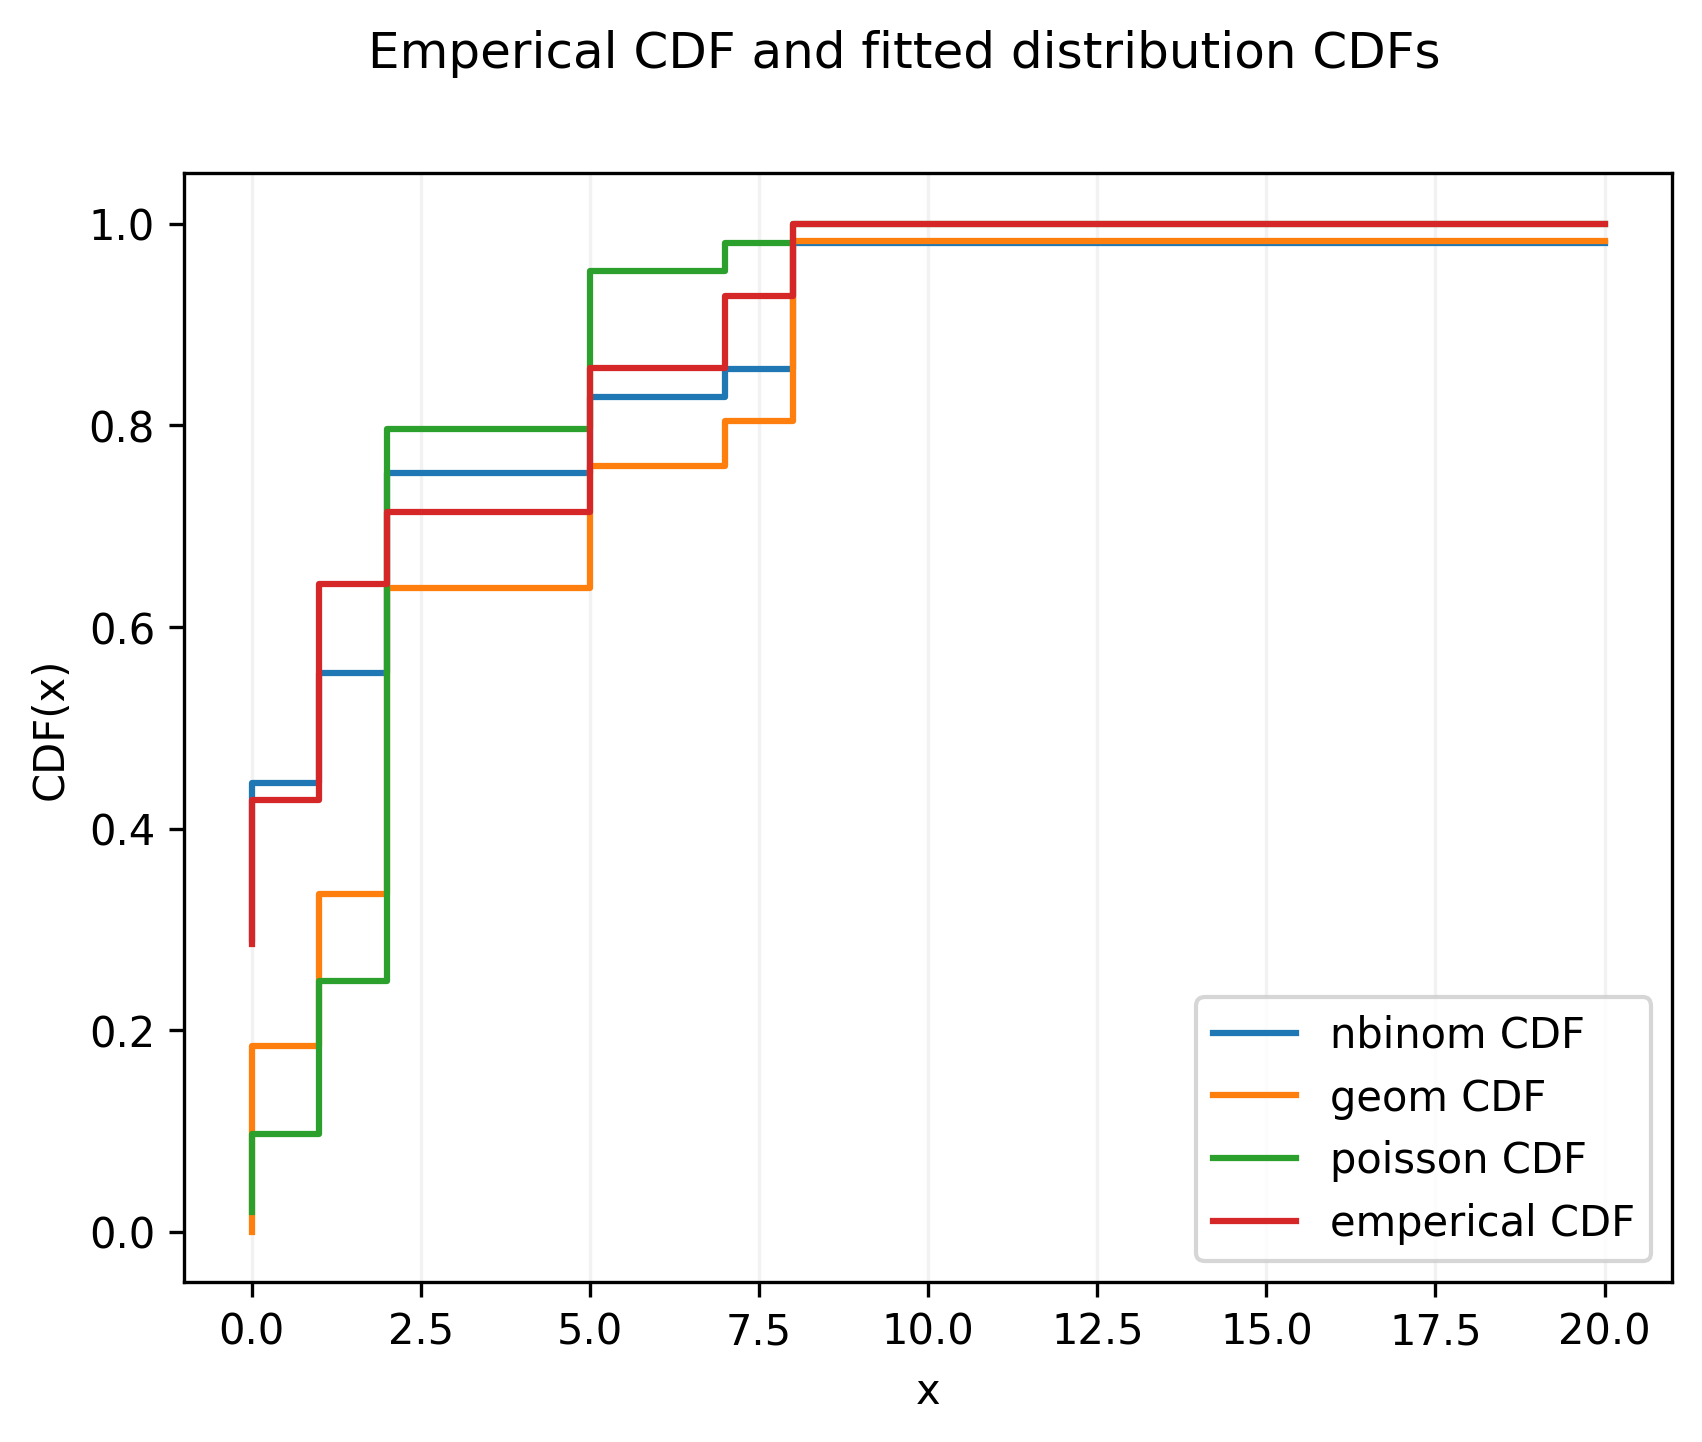 Emperical CDF and fitted distribution CDFs
1.0
0.8
0.6
0.4
0.2
0.0
CDF(x)
nbinom CDF
geom CDF
poisson CDF
emperical CDF
0.0 2.5 5.0 7.5 10.0 12.5 15.0 17.5 20.0
x